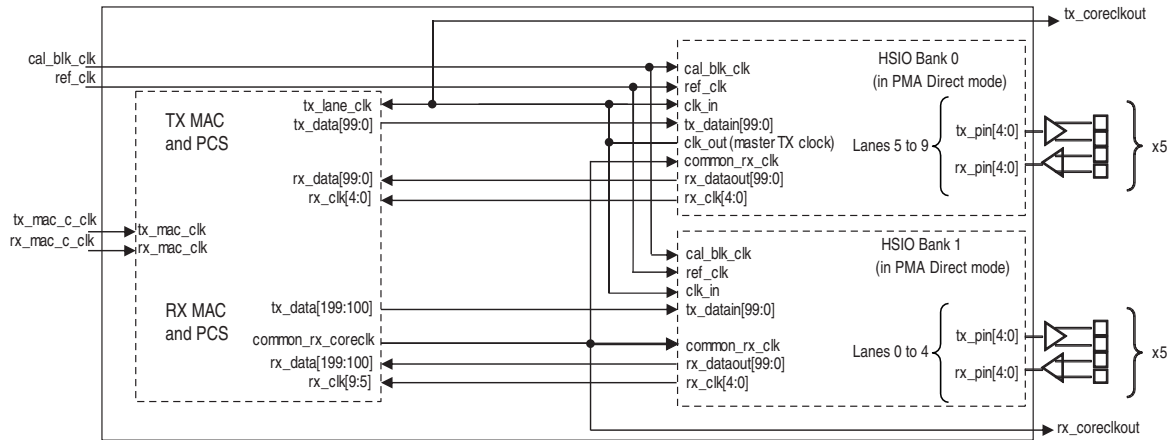 tx_coreclkout
cal_blk_clk
ref_clk
TX MAC
and PCS
tx_lane_clk
tx_data[99:0]
rx_data[99:0]
rx_clk[4:0]
tx_mac_c_clk
rx_mac_c_clk
tx_mac_clk
rx_mac_clk
RX MAC
and PCS
tx_data[199:100]
common_rx_coreclk
rx_data[199:100]
rx_clk[9:5]
HSIO Bank 0
(in PMA Direct mode)
cal_blk_clk
ref_clk
clk_in
tx_datain[99:0]
clk_out (master TX clock)
common_rx_clk
rx_dataout[99:0]
rx_clk[4:0]
Lanes 5 to 9
tx_pin[4:0]
rx_pin[4:0]
x5
HSIO Bank 1
(in PMA Direct mode)
cal_blk_clk
ref_clk
clk_in
tx_datain[99:0]
common_rx_clk
rx_dataout[99:0]
rx_clk[4:0]
Lanes 0 to 4
tx_pin[4:0]
rx_pin[4:0]
x5
rx_coreclkout